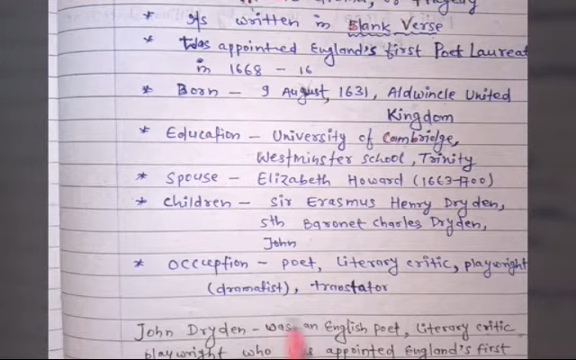 * Is written in Blank Verse
* Was appointed England's first Poet Laureat
in 1668 - 16
* Born - 9 August, 1631, Aldwincle United
Kingdom
* Education - University of Cambridge,
Westminster School, Trinity
* Spouse - Elizabeth Howard (1663-1700)
* Children - Sir Erasmus Henry Dryden,
5th Baronet Charles Dryden,
John
* Occuption - poet, literary critic, playwright
(dramatist), translator
John Dryden - was an English poet, literary critic
playwright who appointed England's first